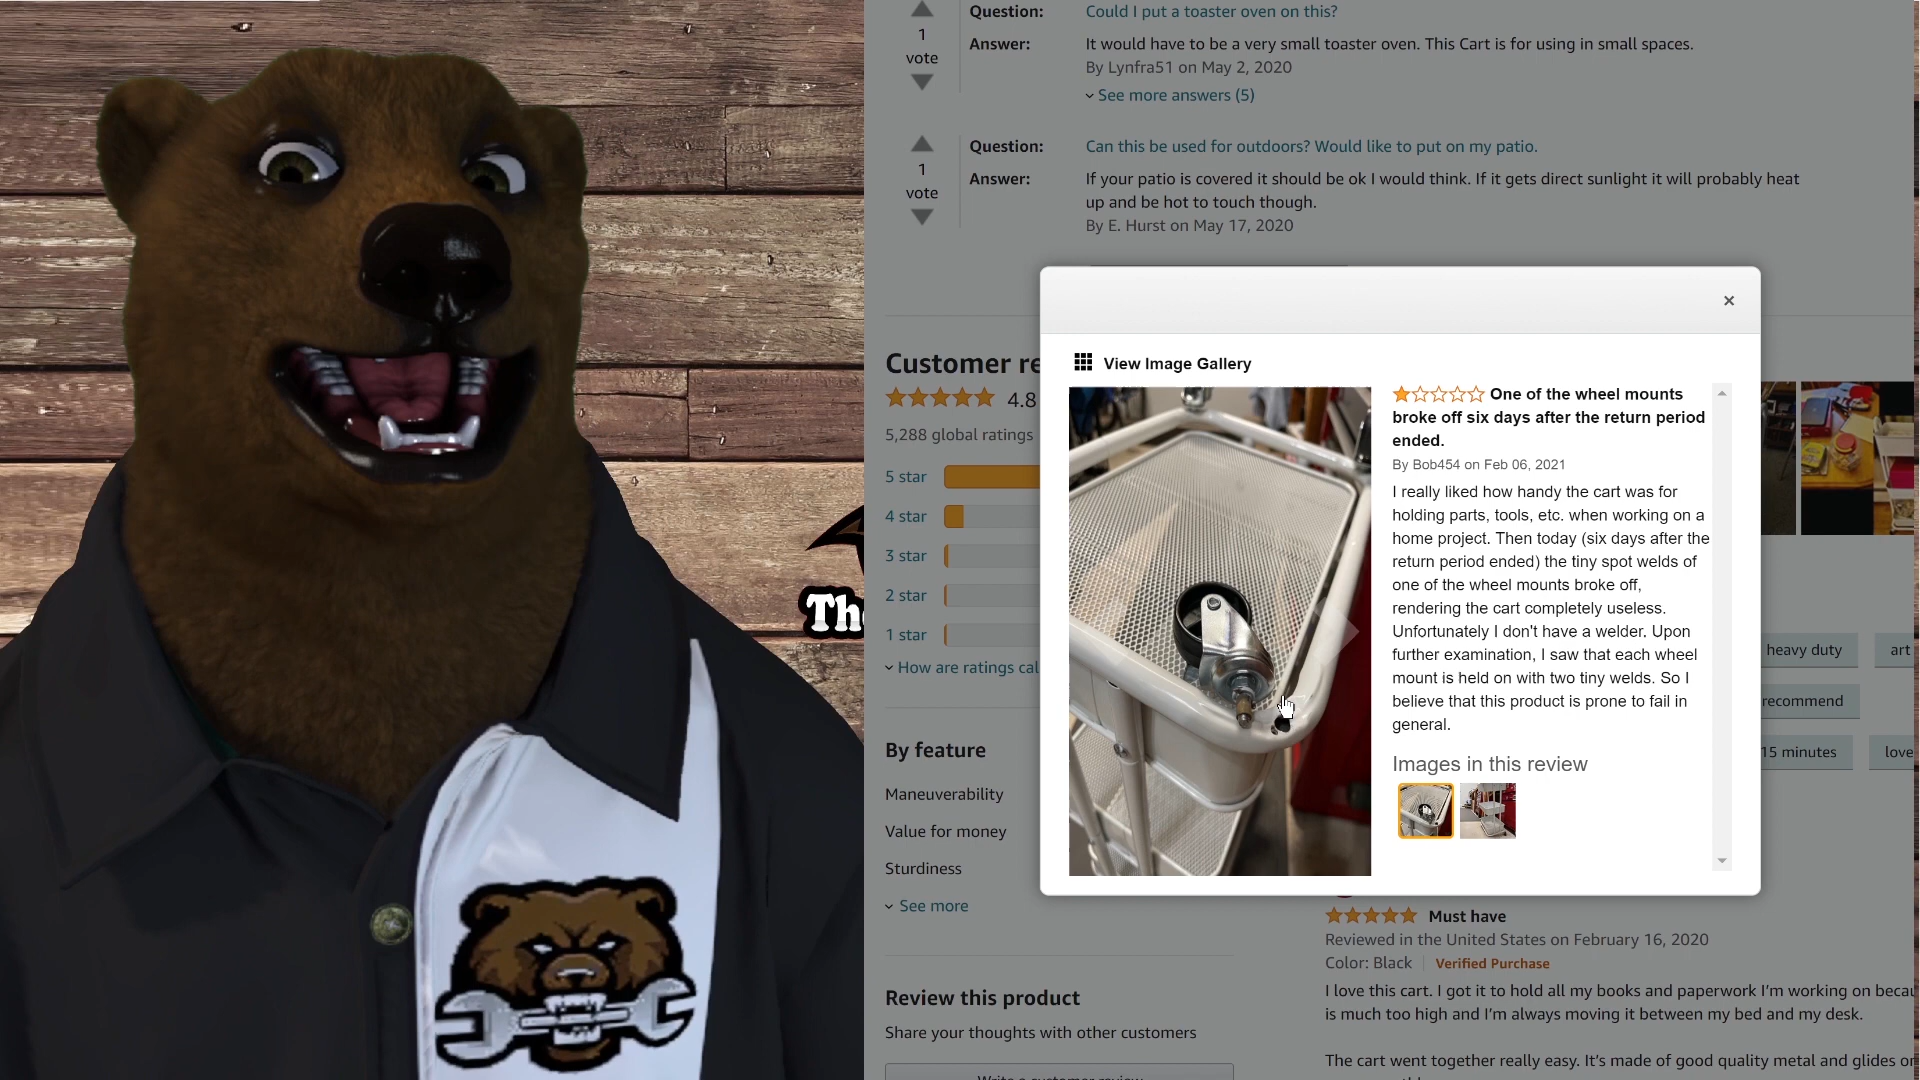 Question:
Could I put a toaster oven on this?
1
vote
Answer:
It would have to be a very small toaster oven. This Cart is for using in small spaces.
By Lynfra51 on May 2, 2020
See more answers (5)
Question:
Can this be used for outdoors? Would like to put on my patio.
1
vote
Answer:
If your patio is covered it should be ok I would think. If it gets direct sunlight it will probably heat
up and be hot to touch though.
By E. Hurst on May 17, 2020
×
View Image Gallery
One of the wheel mounts
broke off six days after the return period
ended.
By Bob454 on Feb 06, 2021
I really liked how handy the cart was for
holding parts, tools, etc. when working on a
home project. Then today (six days after the
return period ended) the tiny spot welds of
one of the wheel mounts broke off,
rendering the cart completely useless.
Unfortunately I don't have a welder. Upon
further examination, I saw that each wheel
mount is held on with two tiny welds. So I
believe that this product is prone to fail in
general.
Images in this review
Customer re
4.8
5,288 global ratings
5 star
4 star
3 star
2 star
1 star
How are ratings cal
The
By feature
Maneuverability
Value for money
Sturdiness
See more
Review this product
Share your thoughts with other customers
Write a customer review
heavy duty
art
recommend
15 minutes
love
Must have
Reviewed in the United States on February 16, 2020
Color: Black
Verified Purchase
I love this cart. I got it to hold all my books and paperwork I'm working on becau
is much too high and I'm always moving it between my bed and my desk.
The cart went together really easy. It's made of good quality metal and glides or